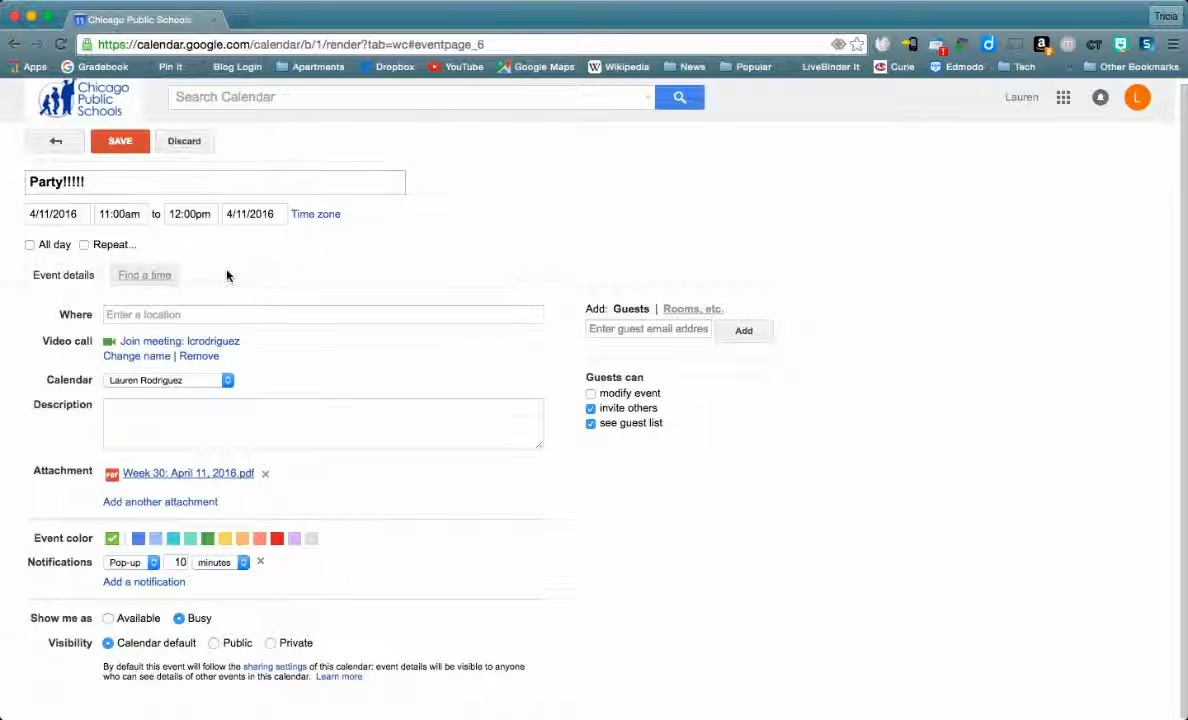 11 Chicago Public Schools
Tricia
https://calendar.google.com/calendar/b/1/render?tab=wc#eventpage_6
Apps Gradebook Pin It Blog Login Apartments Dropbox YouTube Google Maps Wikipedia News Popular LiveBinder It Curie Edmodo Tech » Other Bookmarks
Chicago
Public
Schools
Search Calendar
Lauren
L
SAVE Discard
Party!!!!!
4/11/2016 11:00am to 12:00pm 4/11/2016 Time zone
All day Repeat...
Event details Find a time
Where Enter a location
Video call Join meeting: lcrodriguez
Change name | Remove
Calendar Lauren Rodriguez
Description
Attachment PDF Week 30: April 11, 2016.pdf ×
Add another attachment
Event color
Notifications Pop-up 10 minutes ×
Add a notification
Show me as Available Busy
Visibility Calendar default Public Private
By default this event will follow the sharing settings of this calendar: event details will be visible to anyone
who can see details of other events in this calendar. Learn more
Add: Guests | Rooms, etc.
Enter guest email addres Add
Guests can
modify event
invite others
see guest list